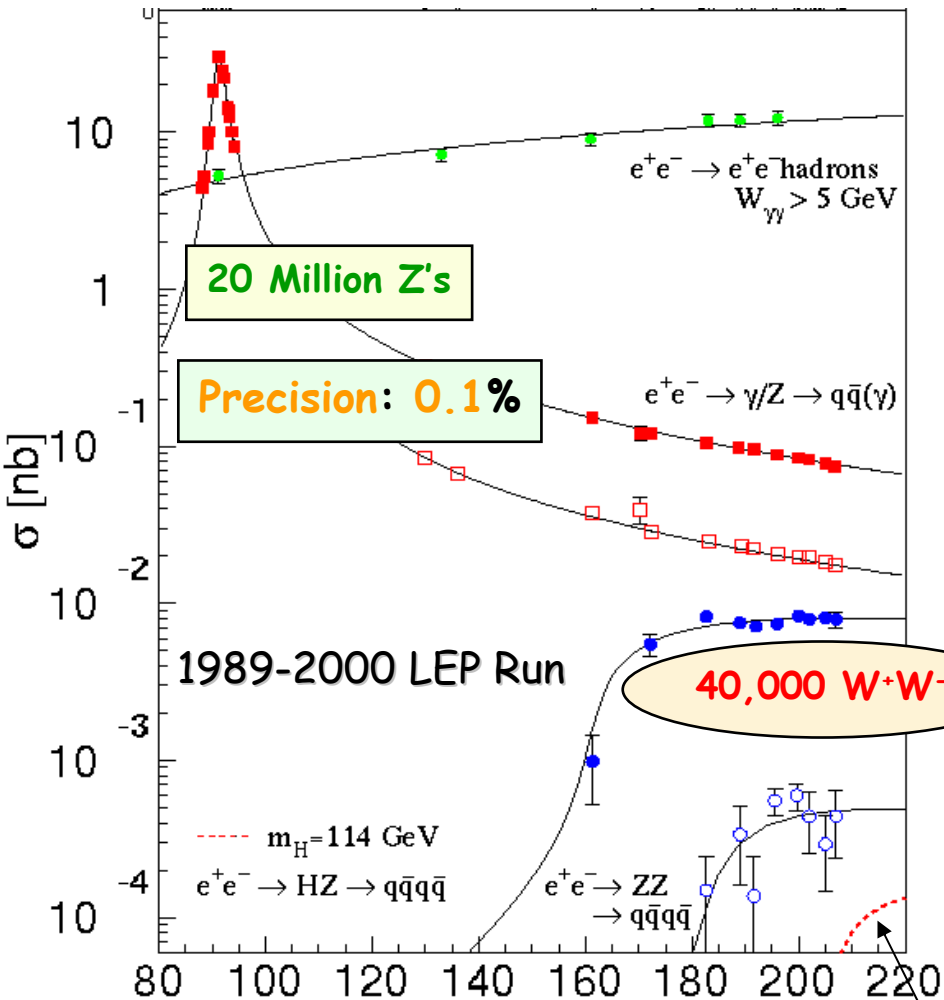 10
e⁺e⁻ → e⁺e⁻hadrons
W_γγ > 5 GeV
20 Million Z's
1
Precision: 0.1%
e⁺e⁻ → γ/Z → qq̄(γ)
10⁻¹
σ [nb]
10⁻²
1989-2000 LEP Run
40,000 W⁺W⁻
10⁻³
m_H=114 GeV
e⁺e⁻ → HZ → qq̄qq̄
e⁺e⁻ → ZZ
→ qq̄qq̄
10⁻⁴
80 100 120 140 160 180 200 220